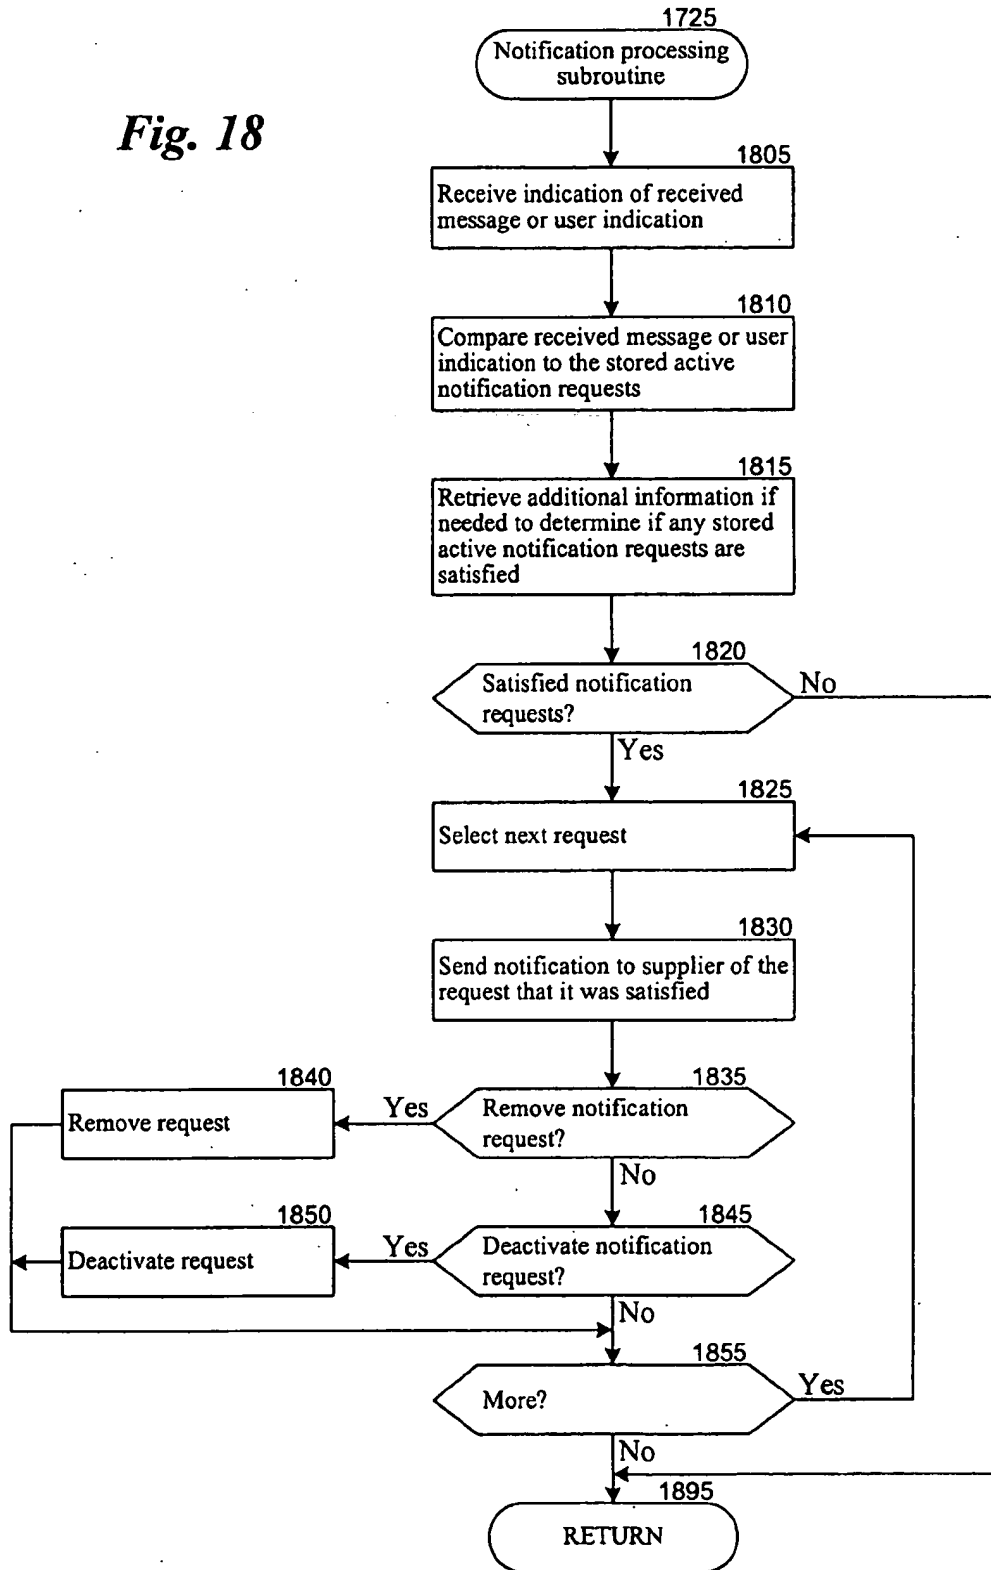 1725
Notification processing
subroutine
Fig. 18
1805
Receive indication of received
message or user indication
1810
Compare received message or user
indication to the stored active
notification requests
1815
Retrieve additional information if
needed to determine if any stored
active notification requests are
satisfied
1820
Satisfied notification
requests?
No
Yes
1825
Select next request
1830
Send notification to supplier of the
request that it was satisfied
1835
Remove notification
request?
Yes
1840
Remove request
No
1845
Deactivate notification
request?
Yes
1850
Deactivate request
No
1855
More?
Yes
No
1895
RETURN